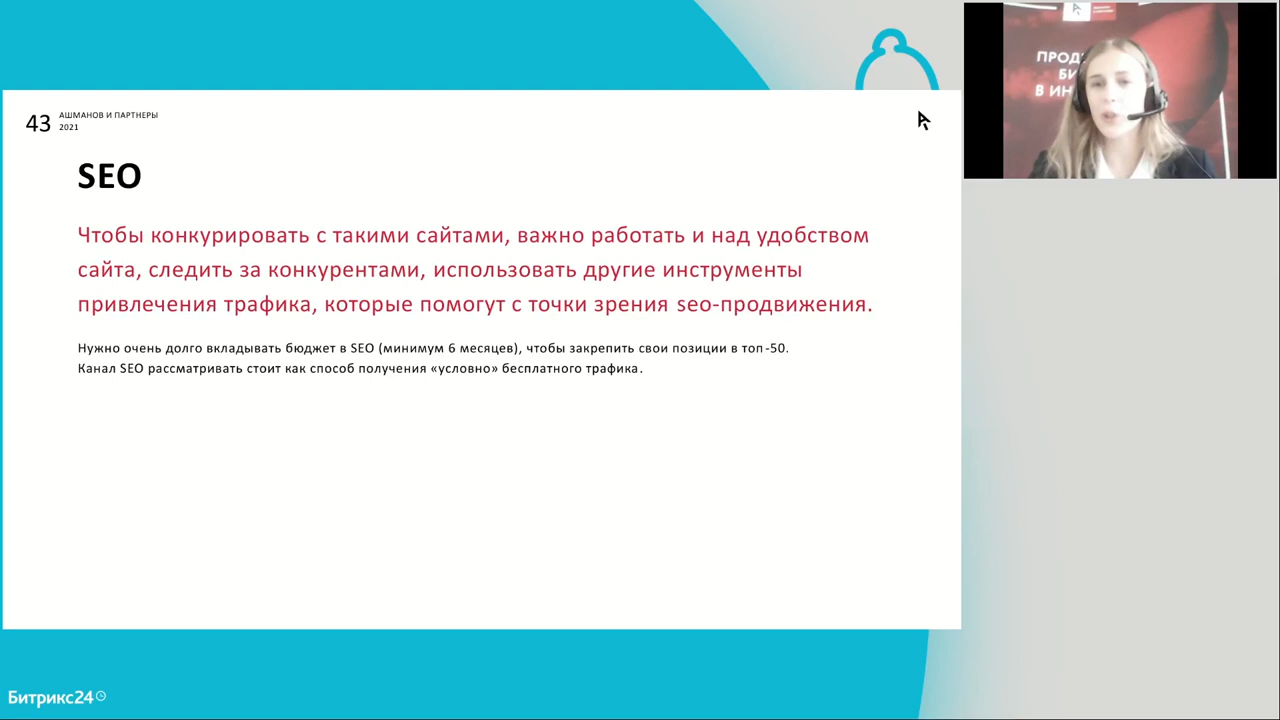 43
АШМАНОВ И ПАРТНЕРЫ
2021
SEO
Чтобы конкурировать с такими сайтами, важно работать и над удобством
сайта, следить за конкурентами, использовать другие инструменты
привлечения трафика, которые помогут с точки зрения seo-продвижения.
Нужно очень долго вкладывать бюджет в SEO (минимум 6 месяцев), чтобы закрепить свои позиции в топ-50.
Канал SEO рассматривать стоит как способ получения «условно» бесплатного трафика.
Битрикс24
В